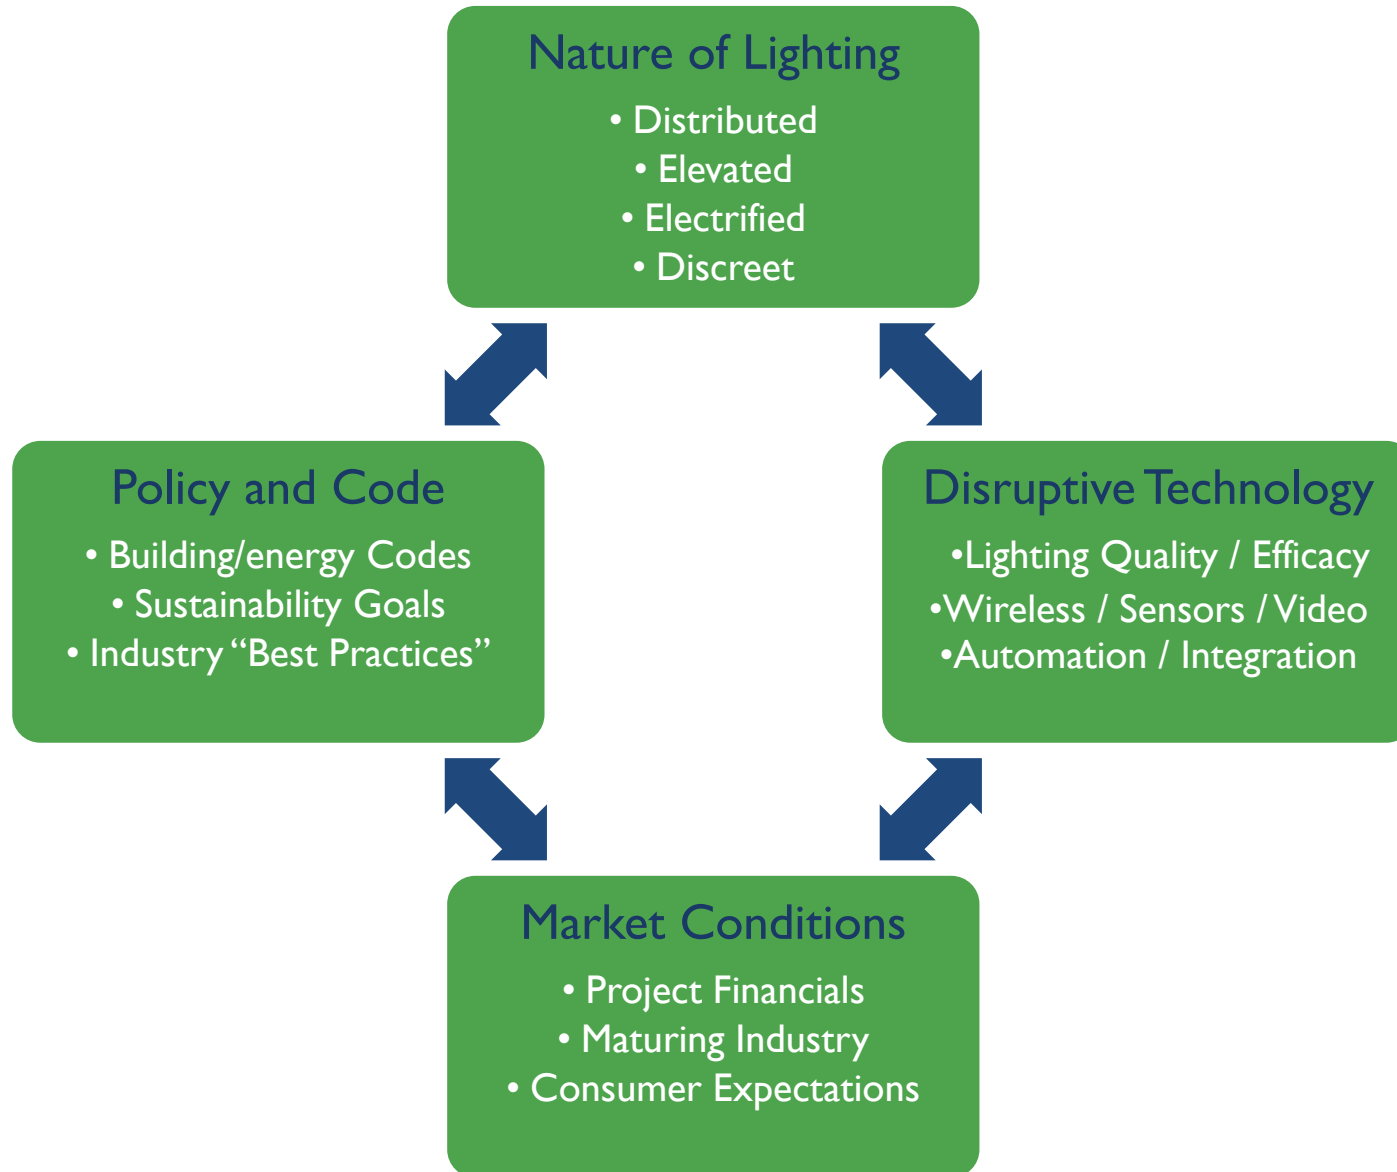 Nature of Lighting
• Distributed
• Elevated
• Electrified
• Discreet
Policy and Code
• Building/energy Codes
• Sustainability Goals
• Industry “Best Practices”
Disruptive Technology
•Lighting Quality / Efficacy
•Wireless / Sensors / Video
•Automation / Integration
Market Conditions
• Project Financials
• Maturing Industry
• Consumer Expectations